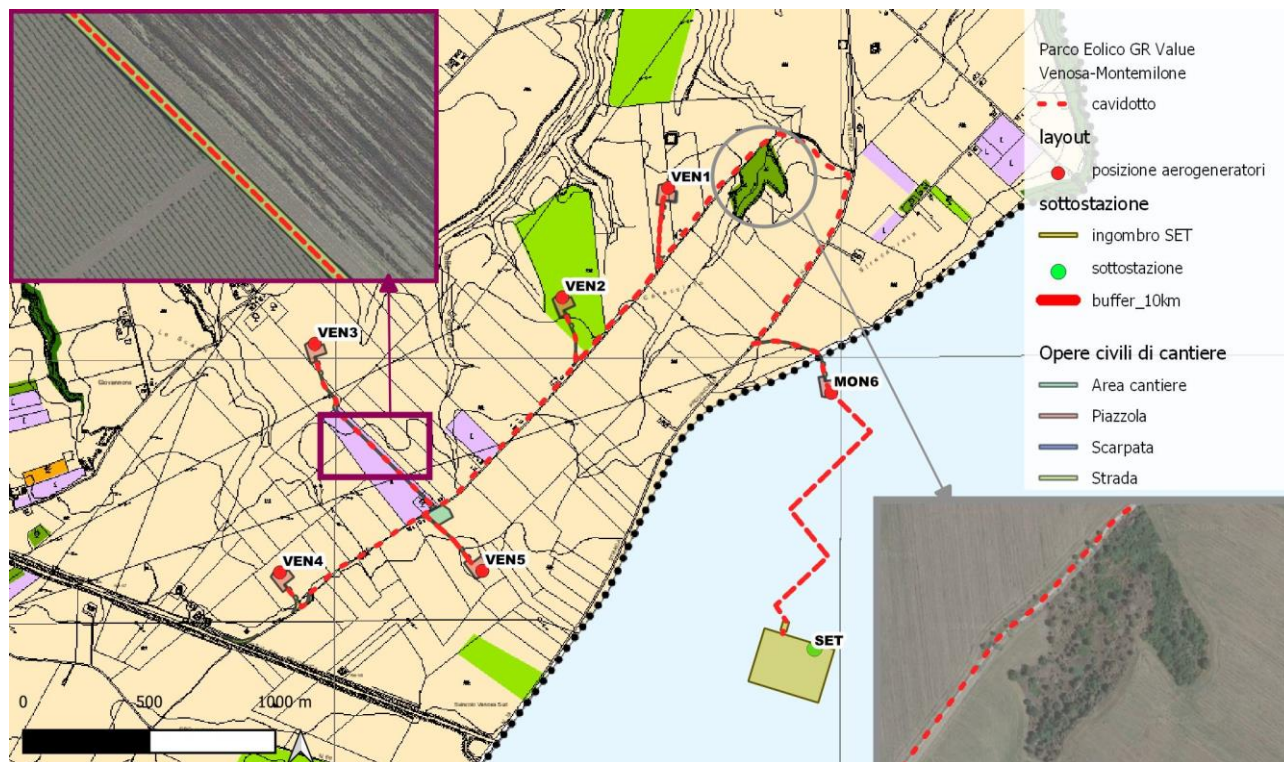 Parco Eolico GR Value
Venosa-Montemilone
cavidotto
layout
posizione aerogeneratori
sottostazione
ingombro SET
sottostazione
buffer_10km
Opere civili di cantiere
Area cantiere
Piazzola
Scarpata
Strada
VEN1
VEN2
VEN3
MON6
VEN4
VEN5
SET
0 500 1000 m